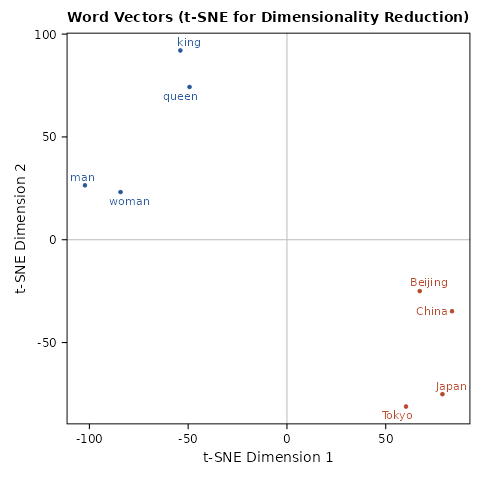 Word Vectors (t-SNE for Dimensionality Reduction)
100
king
queen
50
man
woman
0
Beijing
China
-50
Japan
Tokyo
-100
-50
0
50
t-SNE Dimension 1
t-SNE Dimension 2